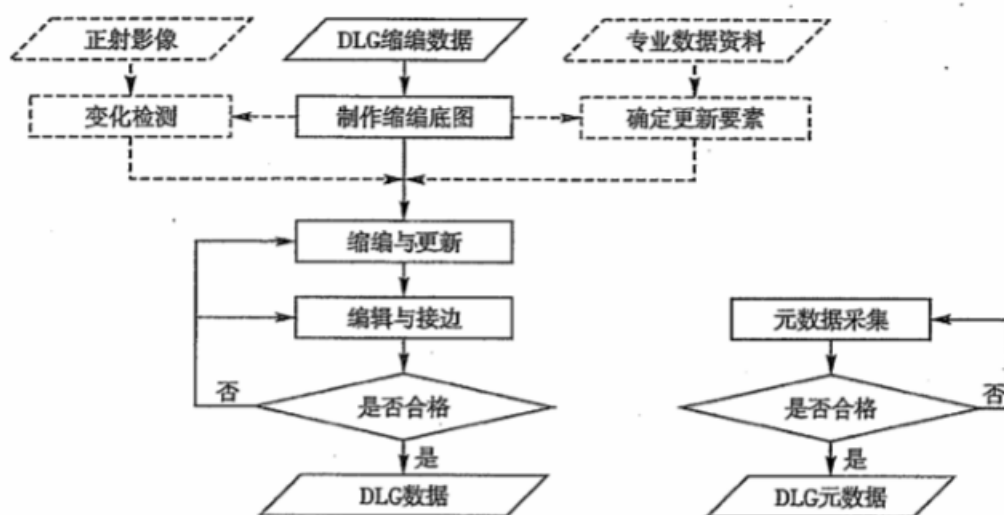 正射影像
DLG缩编数据
专业数据资料
变化检测
制作缩编底图
确定更新要素
缩编与更新
编辑与接边
元数据采集
否
是否合格
是否合格
否
是
是
DLG数据
DLG元数据